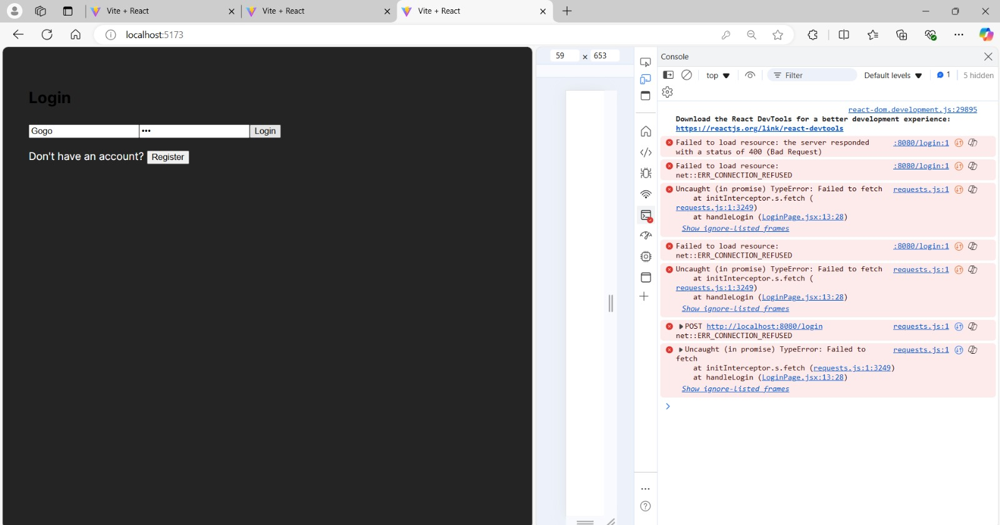 Vite + React
Vite + React
Vite + React
localhost:5173
Login
Gogo
•••
Login
Don't have an account?
Register
59 × 653
Console
top
Filter
Default levels
1
5 hidden
react-dom.development.js:29895
Download the React DevTools for a better development experience:
https://reactjs.org/link/react-devtools
Failed to load resource: the server responded :8080/login:1
with a status of 400 (Bad Request)
Failed to load resource: :8080/login:1
net::ERR_CONNECTION_REFUSED
Uncaught (in promise) TypeError: Failed to fetch requests.js:1
at initInterceptor.s.fetch (
requests.js:1:3249)
at handleLogin (LoginPage.jsx:13:28)
Show ignore-listed frames
Failed to load resource: :8080/login:1
net::ERR_CONNECTION_REFUSED
Uncaught (in promise) TypeError: Failed to fetch requests.js:1
at initInterceptor.s.fetch (
requests.js:1:3249)
at handleLogin (LoginPage.jsx:13:28)
Show ignore-listed frames
POST http://localhost:8080/login requests.js:1
net::ERR_CONNECTION_REFUSED
Uncaught (in promise) TypeError: Failed to requests.js:1
fetch
at initInterceptor.s.fetch (requests.js:1:3249)
at handleLogin (LoginPage.jsx:13:28)
Show ignore-listed frames